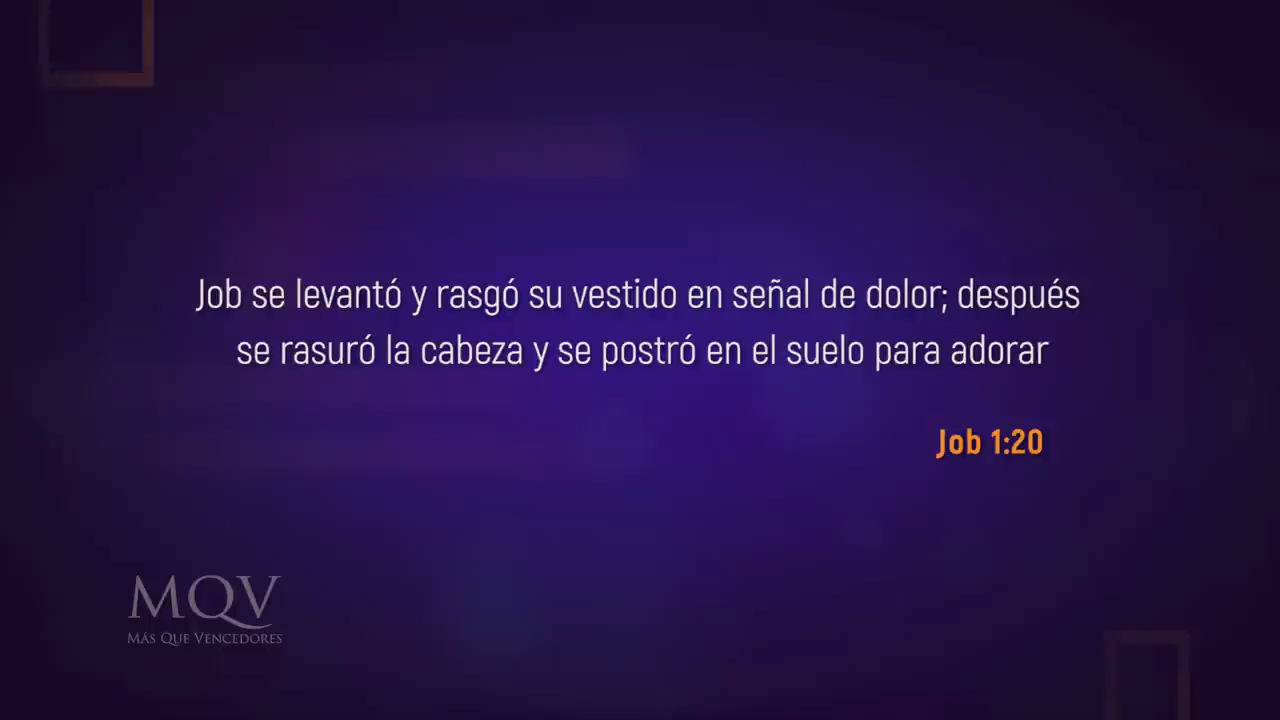 Job se levantó y rasgó su vestido en señal de dolor; después
se rasuró la cabeza y se postró en el suelo para adorar
Job 1:20
MQV
MÁS QUE VENCEDORES